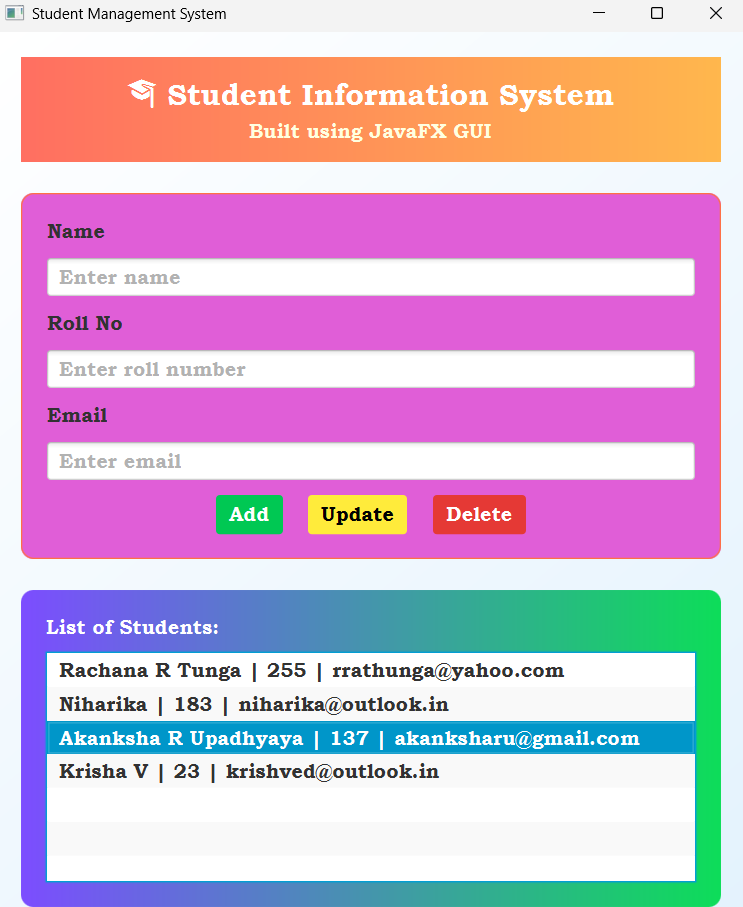 Student Management System
Student Information System
Built using JavaFX GUI
Name
Enter name
Roll No
Enter roll number
Email
Enter email
Add Update Delete
List of Students:
Rachana R Tunga | 255 | rrathunga@yahoo.com
Niharika | 183 | niharika@outlook.in
Akanksha R Upadhyaya | 137 | akanksharu@gmail.com
Krisha V | 23 | krishved@outlook.in